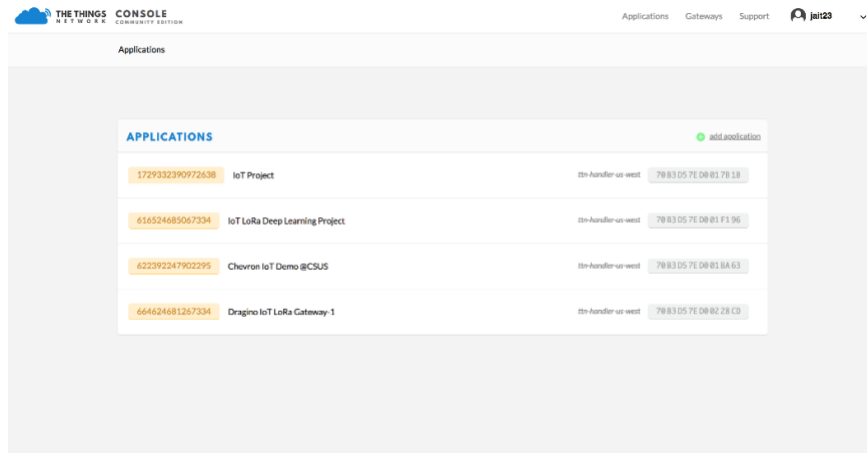 THE THINGS NETWORK CONSOLE COMMUNITY EDITION
Applications Gateways Support jait23
Applications
APPLICATIONS add application
1729332390972638 IoT Project ttn-handler-us-west 70 B3 D5 7E D0 01 7B 18
616524685067334 IoT LoRa Deep Learning Project ttn-handler-us-west 70 B3 D5 7E D0 01 F1 96
622392247902295 Chevron IoT Demo @CSUS ttn-handler-us-west 70 B3 D5 7E D0 01 BA 63
664624681267334 Dragino IoT LoRa Gateway-1 ttn-handler-us-west 70 B3 D5 7E D0 02 28 CD